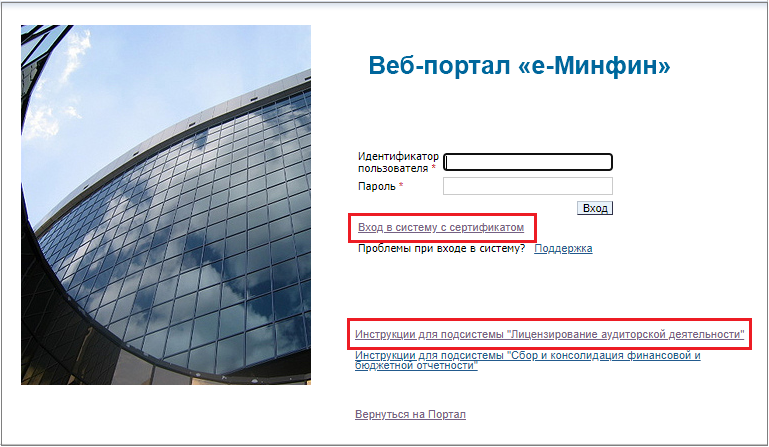 Веб-портал «е-Минфин»
Идентификатор
пользователя *
Пароль *
Вход
Вход в систему с сертификатом
Проблемы при входе в систему? Поддержка
Инструкции для подсистемы "Лицензирование аудиторской деятельности"
Инструкции для подсистемы "Сбор и консолидация финансовой и
бюджетной отчетности"
Вернуться на Портал